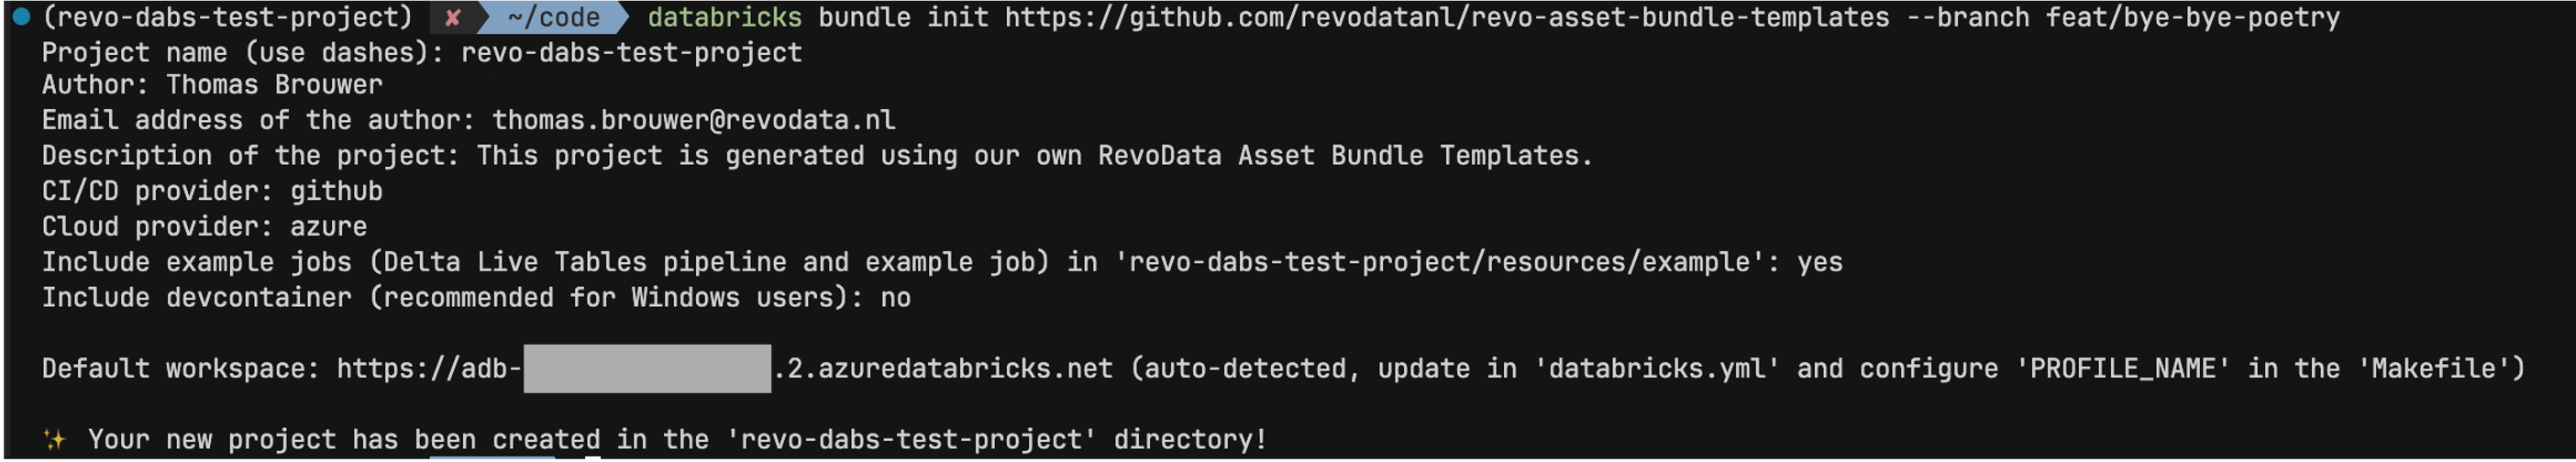 (revo-dabs-test-project) ✘ ~/code databricks bundle init https://github.com/revodatanl/revo-asset-bundle-templates --branch feat/bye-bye-poetry
Project name (use dashes): revo-dabs-test-project
Author: Thomas Brouwer
Email address of the author: thomas.brouwer@revodata.nl
Description of the project: This project is generated using our own RevoData Asset Bundle Templates.
CI/CD provider: github
Cloud provider: azure
Include example jobs (Delta Live Tables pipeline and example job) in 'revo-dabs-test-project/resources/example': yes
Include devcontainer (recommended for Windows users): no
Default workspace: https://adb- .2.azuredatabricks.net (auto-detected, update in 'databricks.yml' and configure 'PROFILE_NAME' in the 'Makefile')
✨ Your new project has been created in the 'revo-dabs-test-project' directory!